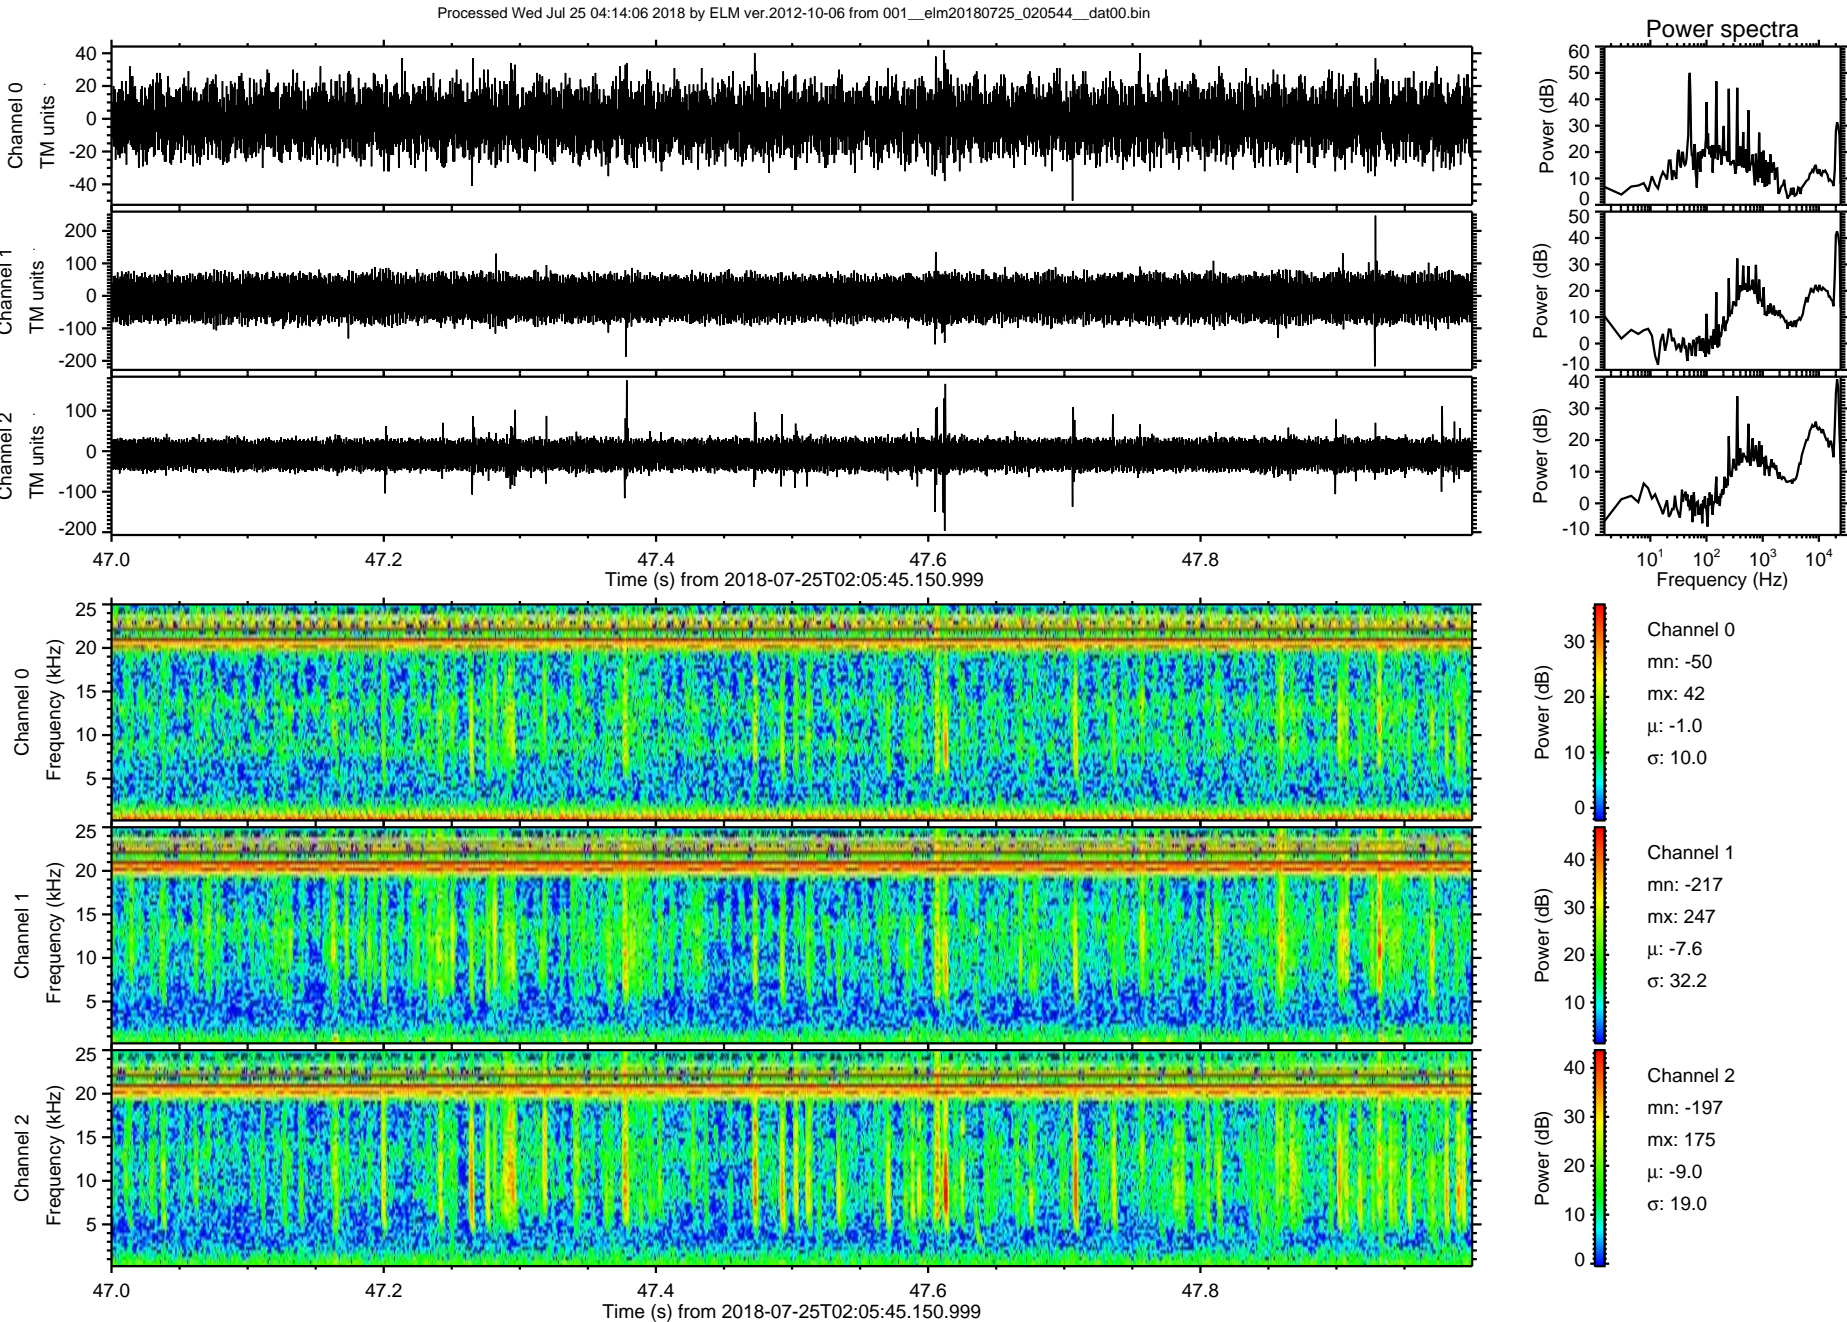 Processed Wed Jul 25 04:14:06 2018 by ELM ver.2012-10-06 from 001__elm20180725_020544__dat00.bin
Power spectra
Channel 0
TM units
40
20
0
-20
-40
Power (dB)
60
50
40
30
20
10
0
Channel 1
TM units
200
100
0
-100
-200
Power (dB)
50
40
30
20
10
0
-10
Channel 2
TM units
100
0
-100
-200
Power (dB)
40
30
20
10
0
-10
47.0 47.2 47.4 47.6 47.8
Time (s) from 2018-07-25T02:05:45.150.999
10^1 10^2 10^3 10^4
Frequency (Hz)
Channel 0
Frequency (kHz)
25
20
15
10
5
Power (dB)
30
20
10
0
Channel 0
mn: -50
mx: 42
μ: -1.0
σ: 10.0
Channel 1
Frequency (kHz)
25
20
15
10
5
Power (dB)
40
30
20
10
Channel 1
mn: -217
mx: 247
μ: -7.6
σ: 32.2
Channel 2
Frequency (kHz)
25
20
15
10
5
Power (dB)
40
30
20
10
0
Channel 2
mn: -197
mx: 175
μ: -9.0
σ: 19.0
47.0 47.2 47.4 47.6 47.8
Time (s) from 2018-07-25T02:05:45.150.999